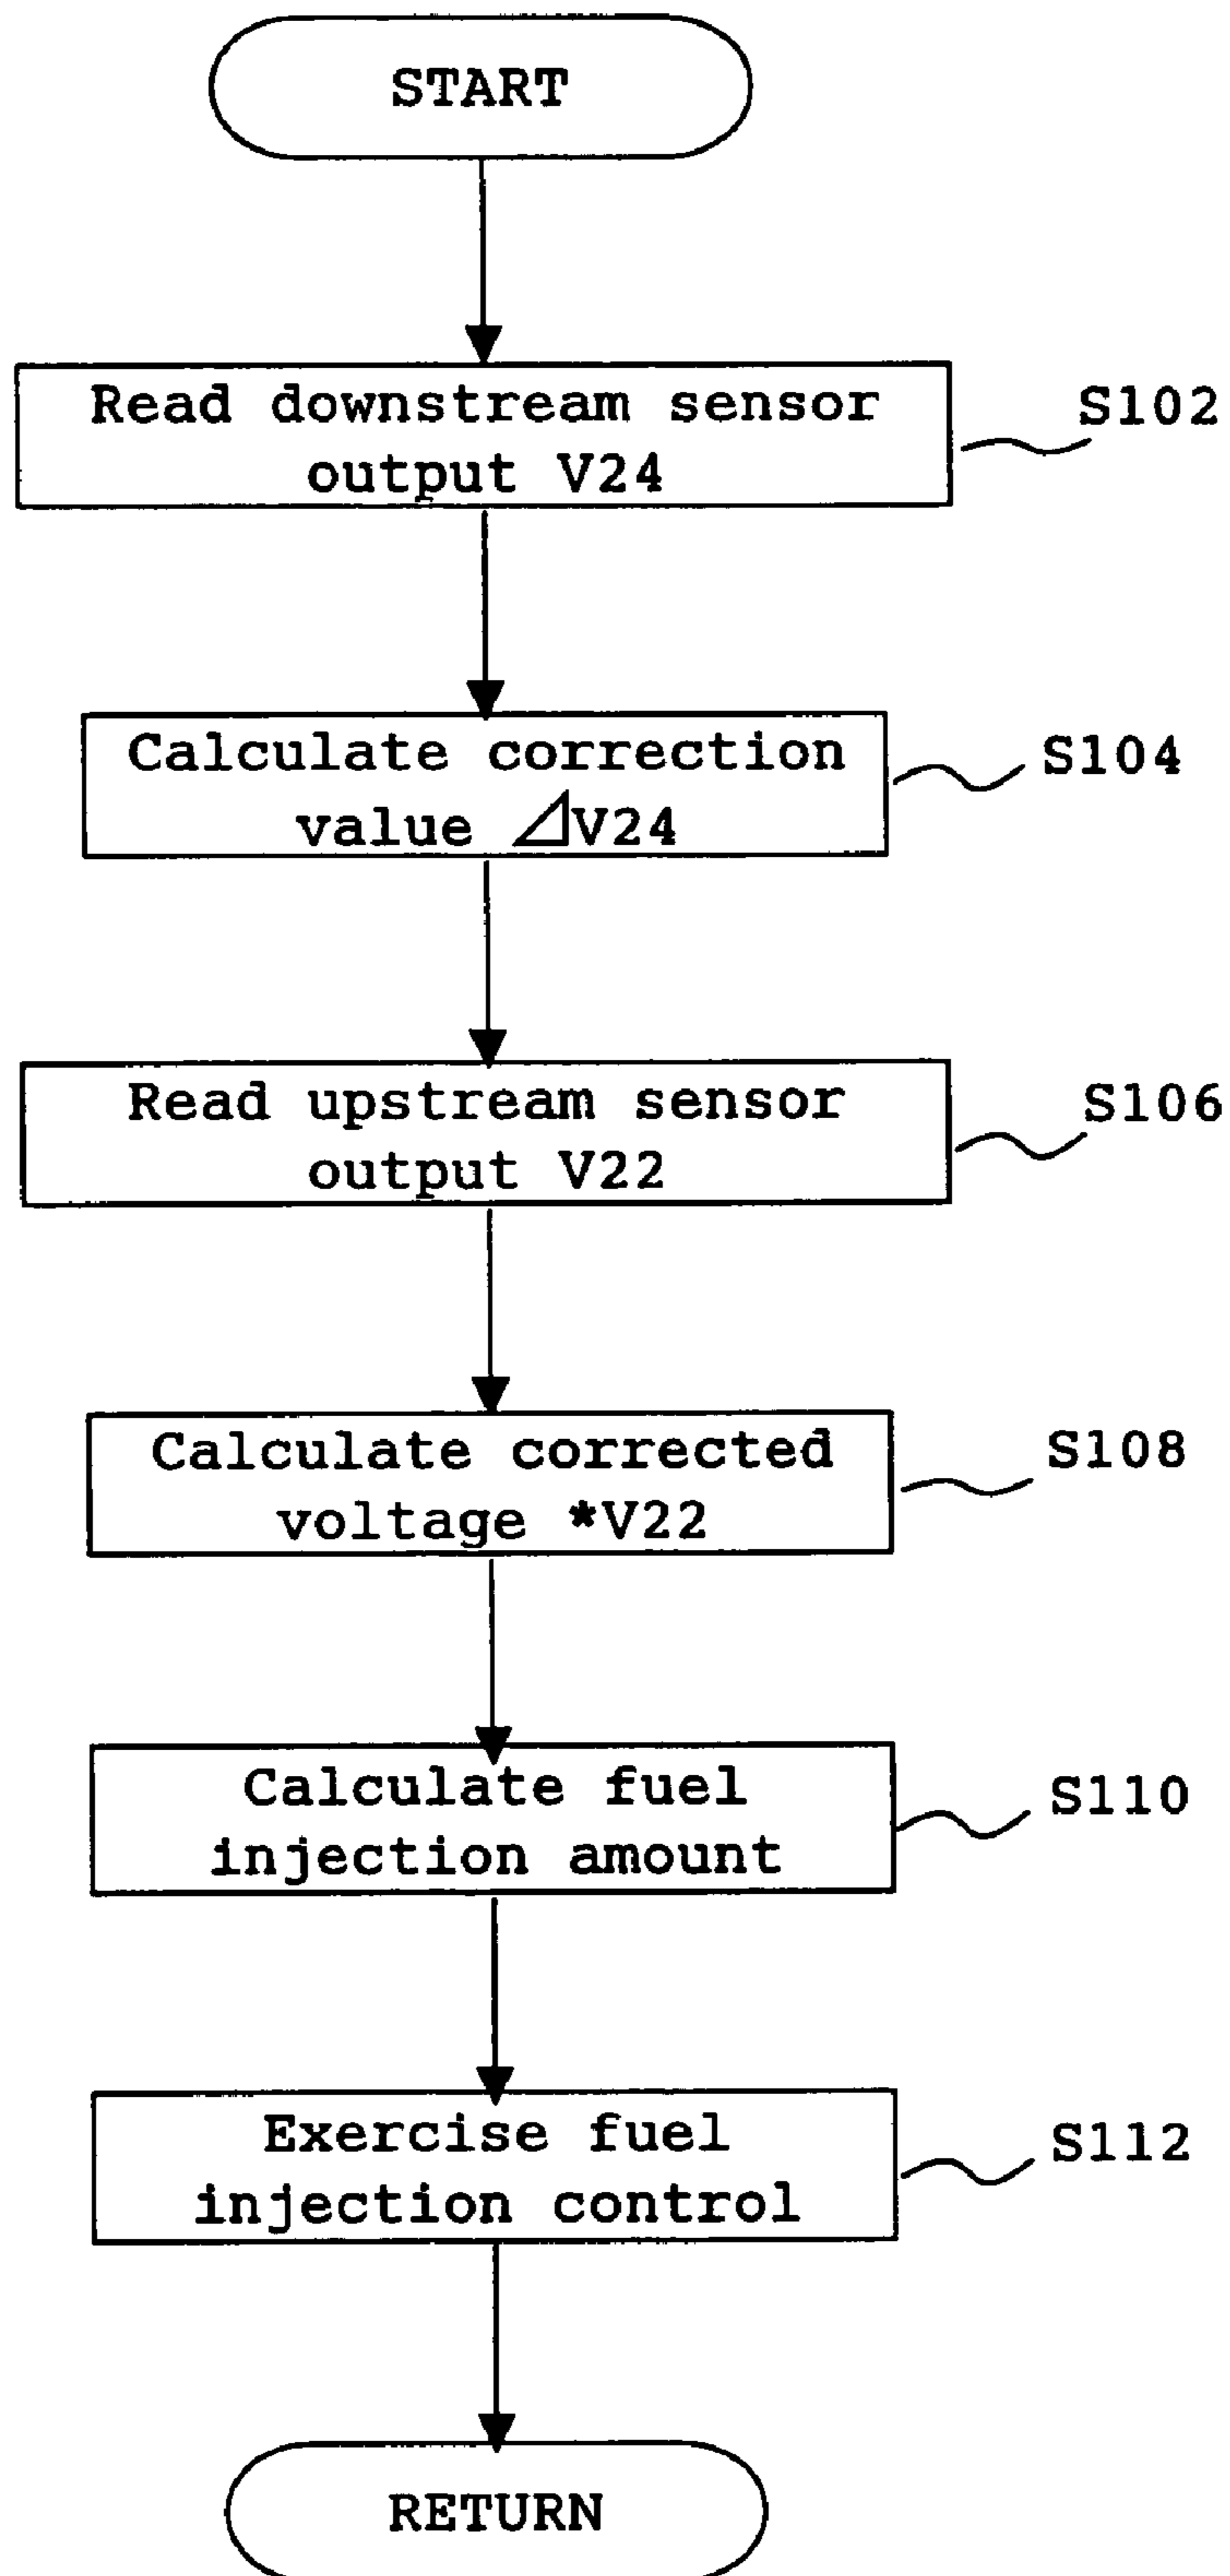 START
Read downstream sensor
output V24
S102
Calculate correction
value ⊿V24
S104
Read upstream sensor
output V22
S106
Calculate corrected
voltage *V22
S108
Calculate fuel
injection amount
S110
Exercise fuel
injection control
S112
RETURN